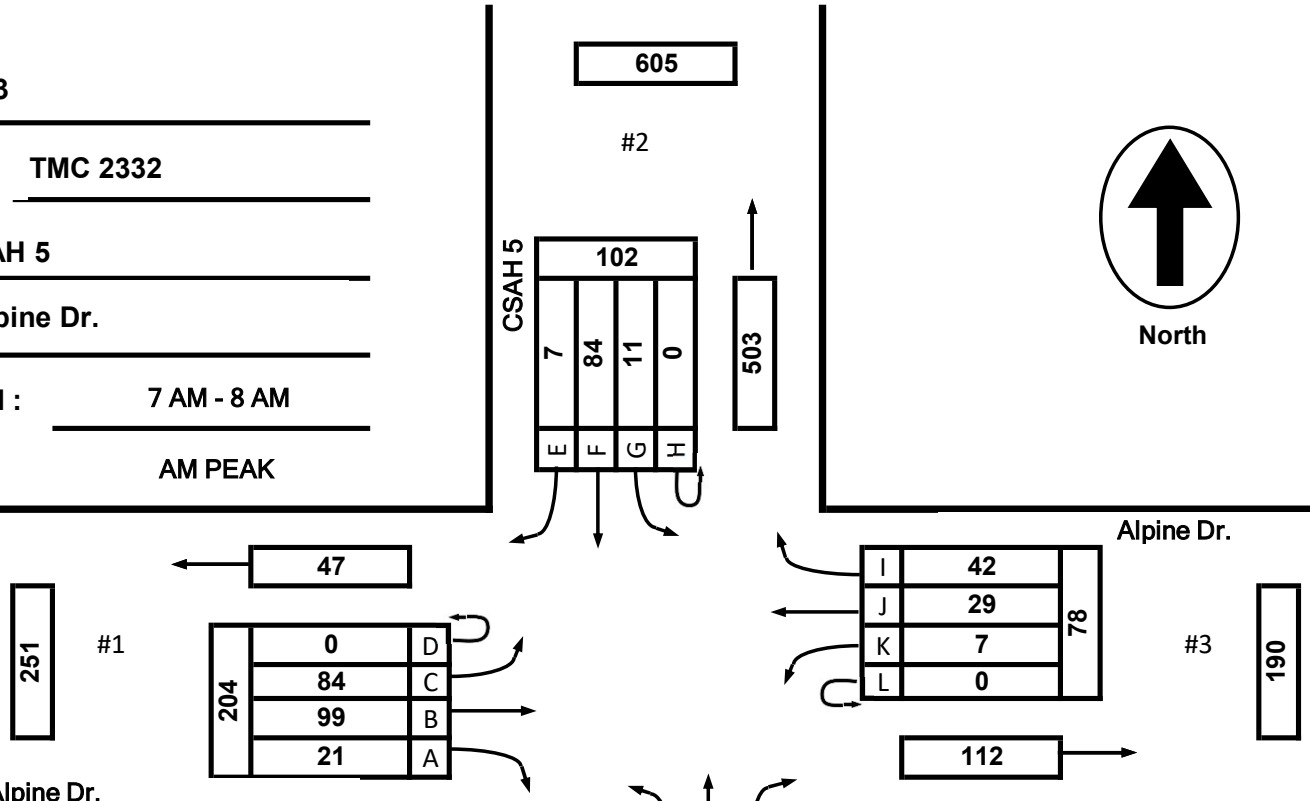 605
#2
TMC 2332
AH 5
pine Dr.
7 AM - 8 AM
AM PEAK
CSAH 5
102
7
84
11
0
E
F
G
H
503
North
Alpine Dr.
47
251
#1
204
0 D
84 C
99 B
21 A
I 42
J 29
K 7
L 0
78
#3
190
112
Alpine Dr.